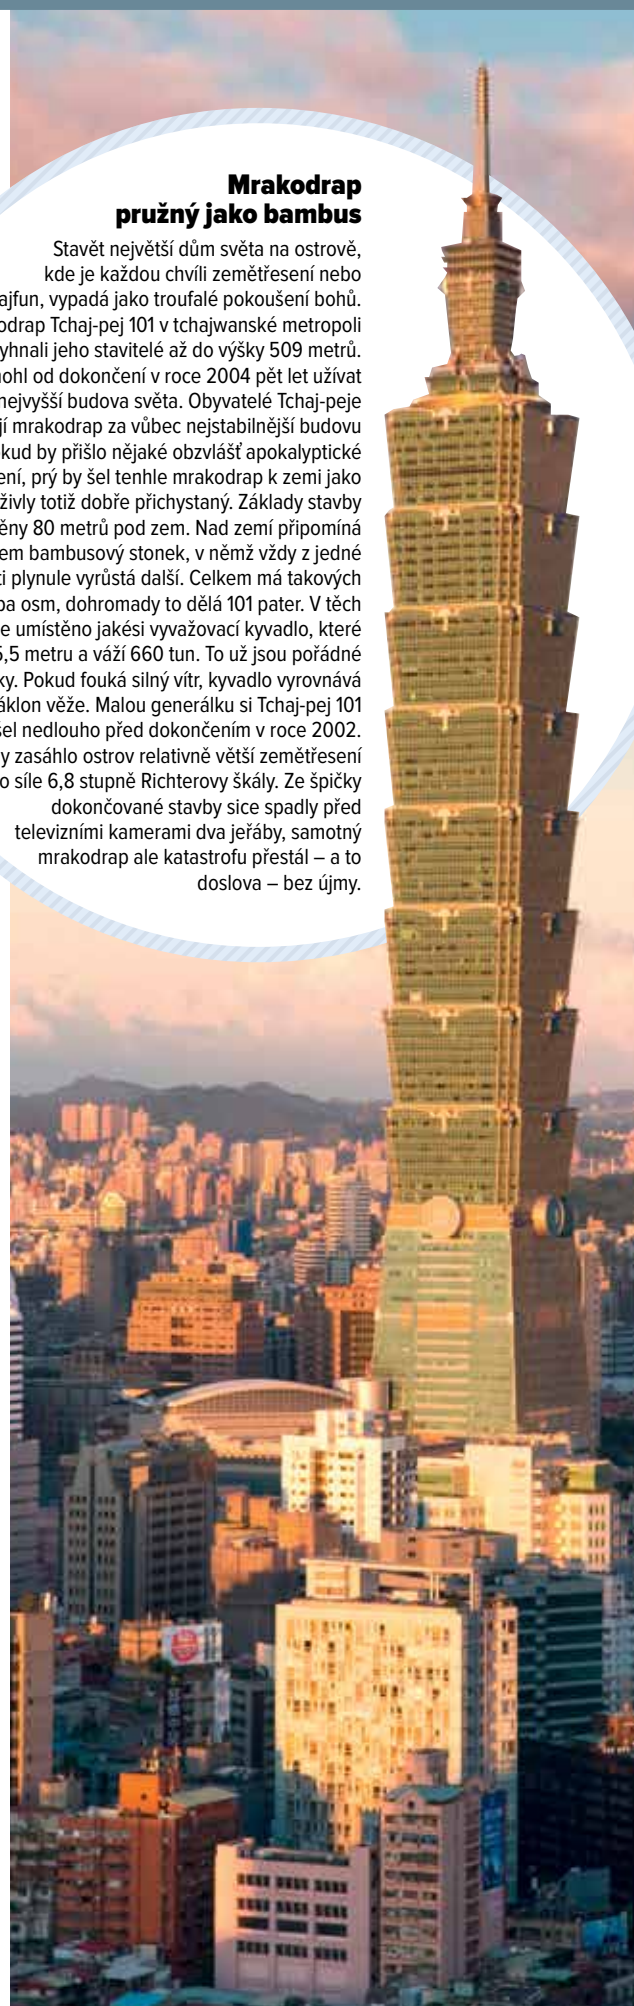 Mrakodrap
pružný jako bambus
Stavět největší dům světa na ostrově,
kde je každou chvíli zemětřesení nebo
ajfun, vypadá jako troufalé pokoušení bohů.
odrap Tchaj-pej 101 v tchajwanské metropoli
yhnali jeho stavitelé až do výšky 509 metrů.
ohl od dokončení v roce 2004 pět let užívat
nejvyšší budova světa. Obyvatelé Tchaj-peje
jí mrakodrap za vůbec nejstabilnější budovu
kud by přišlo nějaké obzvlášť apokalyptické
ení, prý by šel tenhle mrakodrap k zemi jako
živly totiž dobře přichystaný. Základy stavby
ěny 80 metrů pod zem. Nad zemí připomíná
em bambusový stonek, v němž vždy z jedné
ti plynule vyrůstá další. Celkem má takových
ba osm, dohromady to dělá 101 pater. V těch
e umístěno jakési vyvažovací kyvadlo, které
5,5 metru a váží 660 tun. To už jsou pořádné
ky. Pokud fouká silný vítr, kyvadlo vyrovnává
áklon věže. Malou generálku si Tchaj-pej 101
šel nedlouho před dokončením v roce 2002.
y zasáhlo ostrov relativně větší zemětřesení
o síle 6,8 stupně Richterovy škály. Ze špičky
dokončované stavby sice spadly před
televizními kamerami dva jeřáby, samotný
mrakodrap ale katastrofu přestál – a to
doslova – bez újmy.